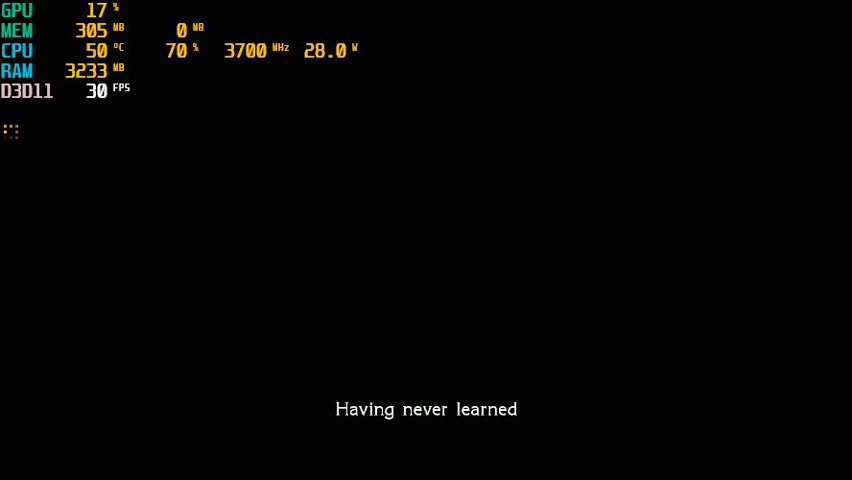 GPU 17 %
MEM 305 MB 0 MB
CPU 50 °C 70 % 3700 MHz 28.0 W
RAM 3233 MB
D3D11 30 FPS
Having never learned